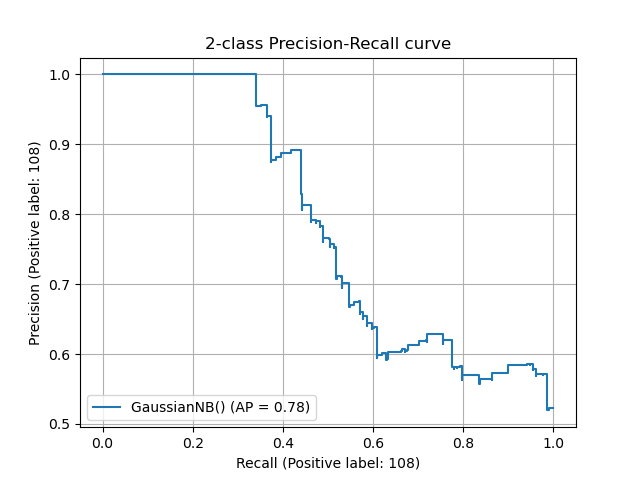 2-class Precision-Recall curve
Precision (Positive label: 108)
1.0
0.9
0.8
0.7
0.6
0.5
GaussianNB() (AP = 0.78)
0.0 0.2 0.4 0.6 0.8 1.0
Recall (Positive label: 108)